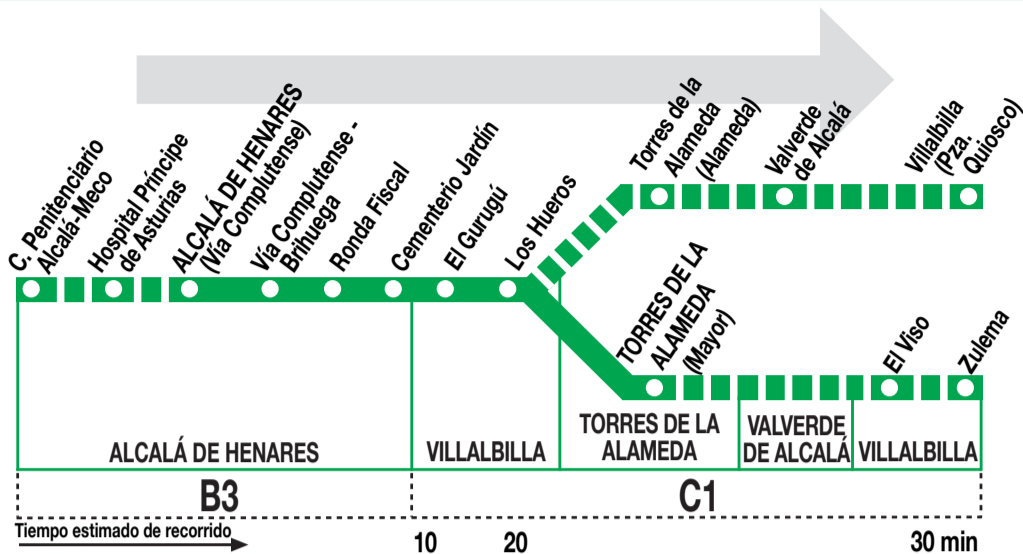 C. Penitenciario
Alcalá-Meco
Hospital Príncipe
de Asturias
ALCALÁ DE HENARES
(Vía Complutense)
Vía Complutense -
Brihuega
Ronda Fiscal
Cementerio Jardín
El Gurugú
Los Hueros
Torres de la
Alameda
(Alameda)
Valverde
de Alcalá
Villalbilla
(Pza.
Quiosco)
TORRES DE LA
ALAMEDA
(Mayor)
El Viso
Zulema
ALCALÁ DE HENARES
VILLALBILLA
TORRES DE LA
ALAMEDA
VALVERDE
DE ALCALÁ
VILLALBILLA
B3
C1
Tiempo estimado de recorrido
10
20
30 min